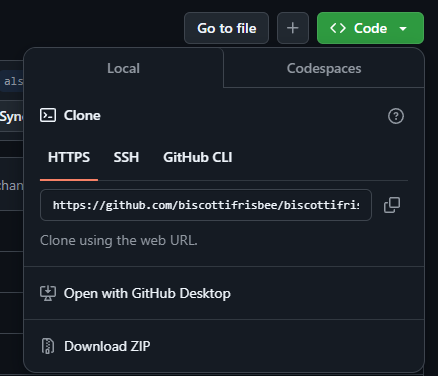 Go to file
+
<> Code
Local
Codespaces
als
Sync
Clone
HTTPS
SSH
GitHub CLI
chan
https://github.com/biscottifrisbee/biscottifris
Clone using the web URL.
Open with GitHub Desktop
Download ZIP